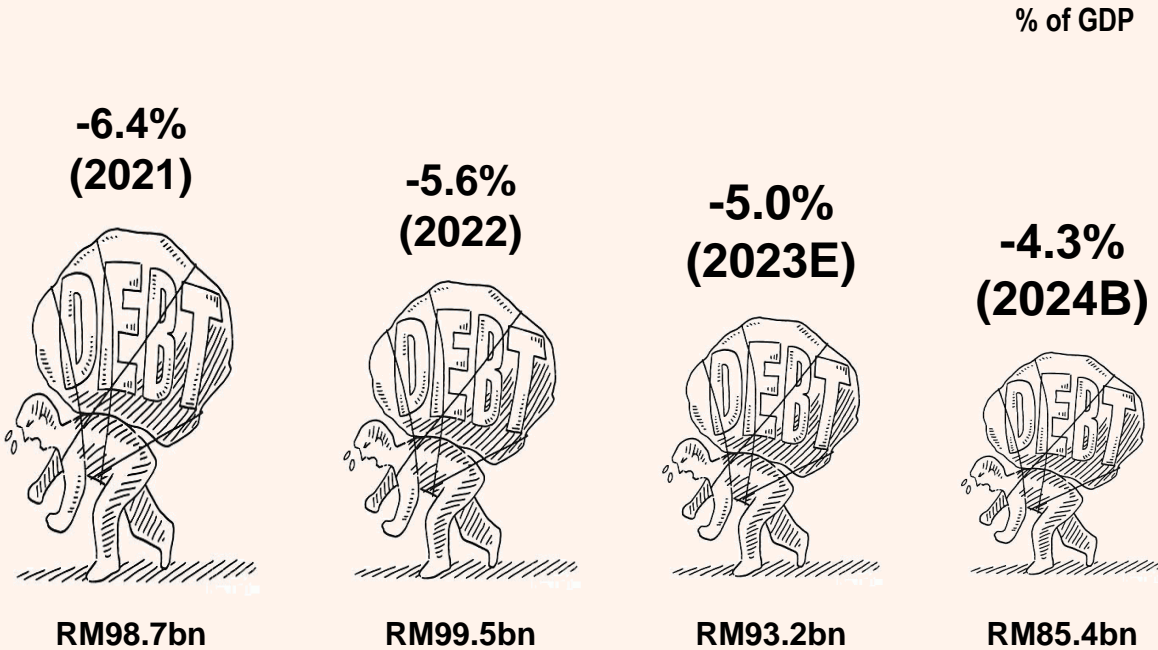 % of GDP
-6.4%
(2021)
-5.6%
(2022)
-5.0%
(2023E)
-4.3%
(2024B)
DEBT
DEBT
DEBT
DEBT
RM98.7bn
RM99.5bn
RM93.2bn
RM85.4bn